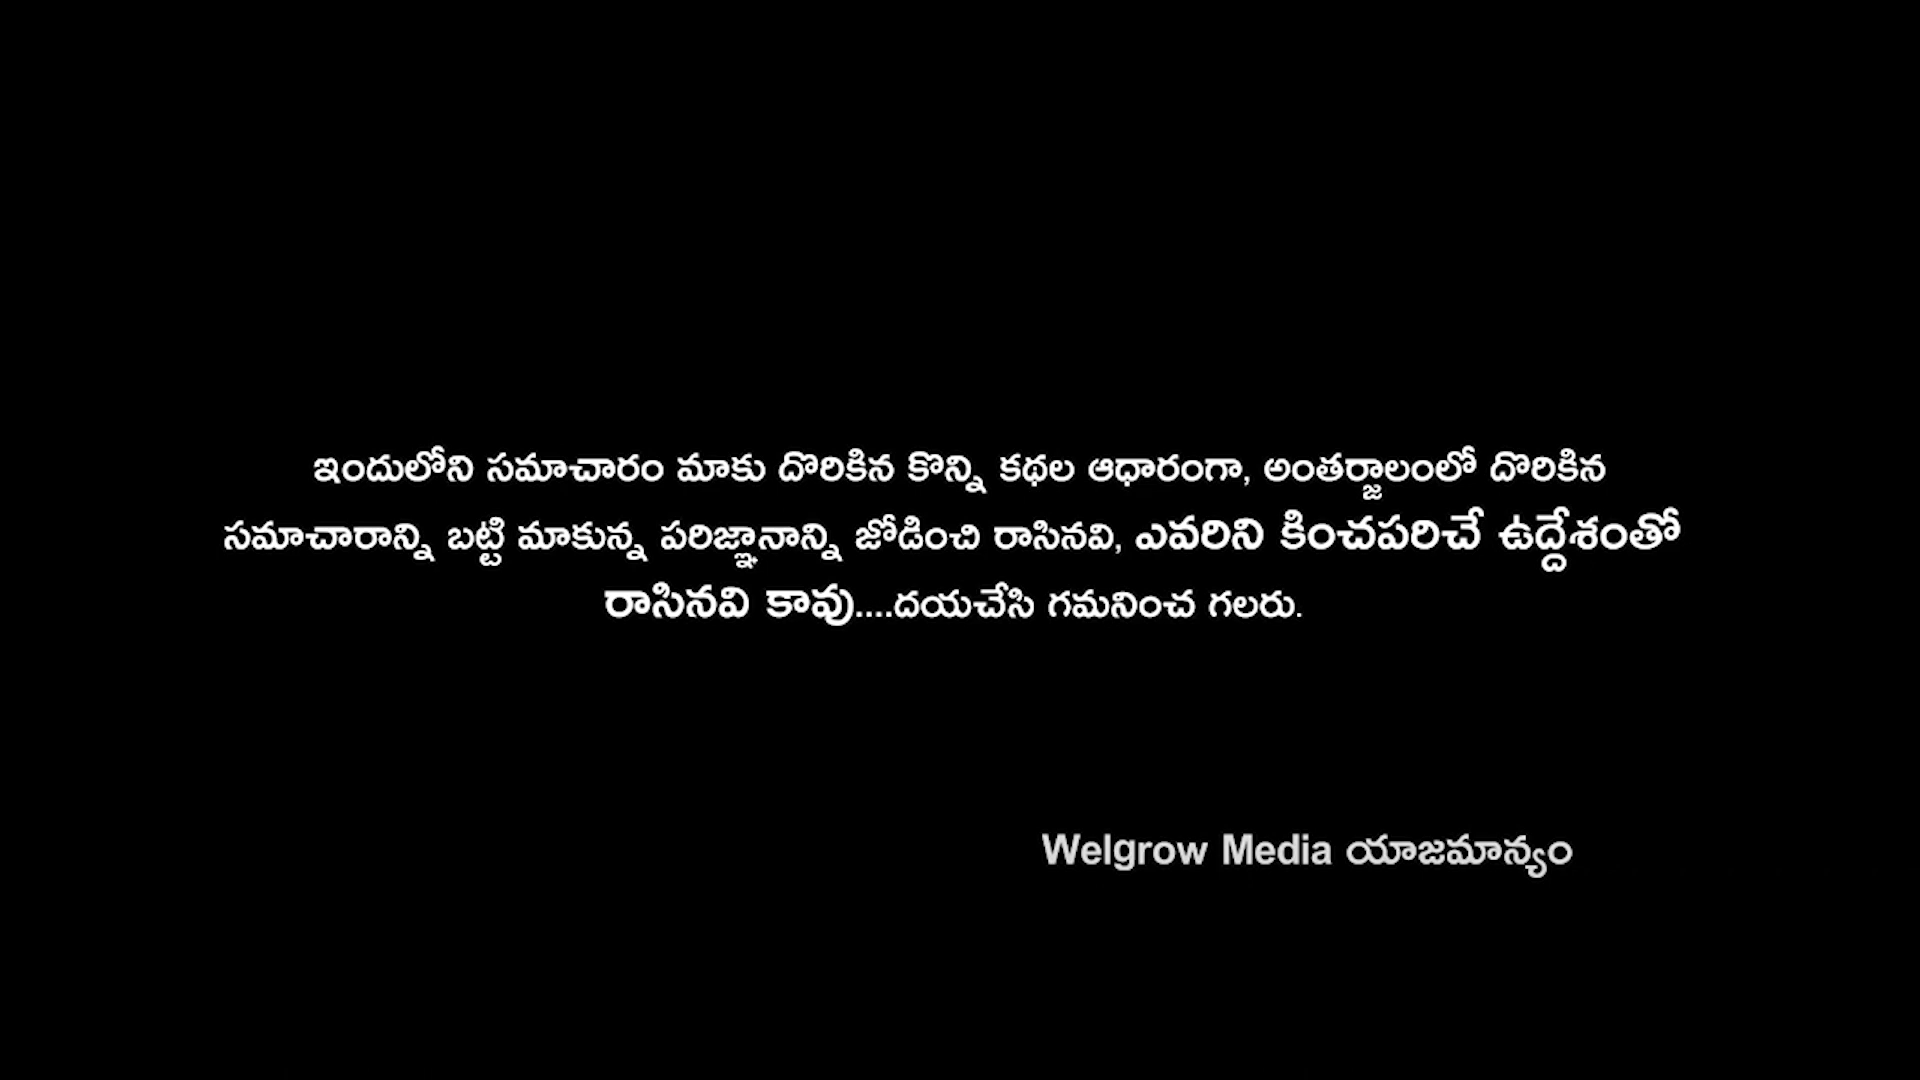 ఇందులోని సమాచారం మాకు దొరికిన కొన్ని కథల ఆధారంగా, అంతర్జాలంలో దొరికిన
సమాచారాన్ని బట్టి మాకున్న పరిజ్ఞానాన్ని జోడించి రాసినవి, ఎవరిని కించపరిచే ఉద్దేశంతో
రాసినవి కావు....దయచేసి గమనించ గలరు.
Welgrow Media యాజమాన్యం